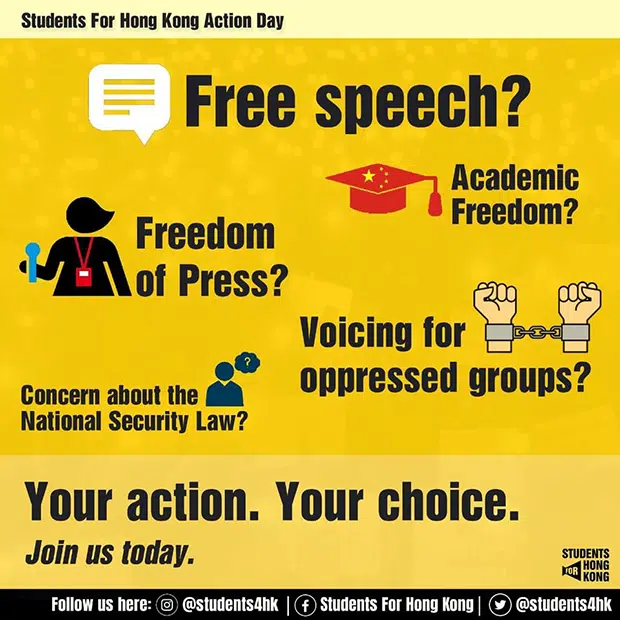 Students For Hong Kong Action Day
Free speech?
Academic
Freedom?
Freedom
of Press?
Voicing for
oppressed groups?
?
Concern about the
National Security Law?
Your action. Your choice.
Join us today.
STUDENTS
FOR HONG
KONG
Follow us here: @students4hk | Students For Hong Kong | @students4hk